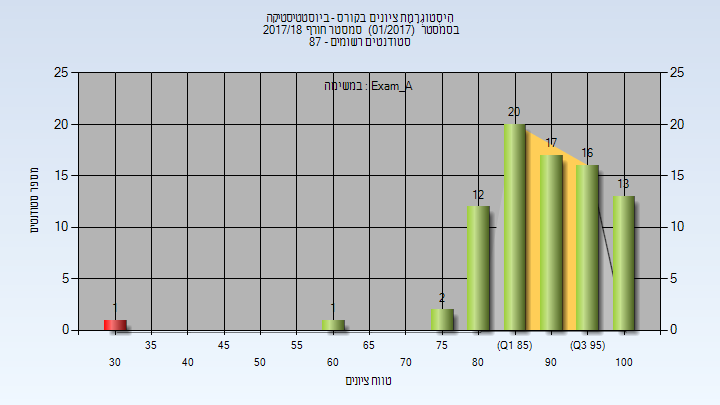 היסטוגרמת ציונים בקורס - ביוסטטיסטיקה
בסמסטר (01/2017) סמסטר חורף 2017/18
סטודנטים רשומים - 87
במשימה : Exam_A
25 25
20 20
15 15
10 10
5 5
0 0
מספר סטודנטים
1 1 2 12 20 17 16 13
35 45 55 65 75 (Q1 85) (Q3 95)
30 40 50 60 70 80 90 100
טווח ציונים